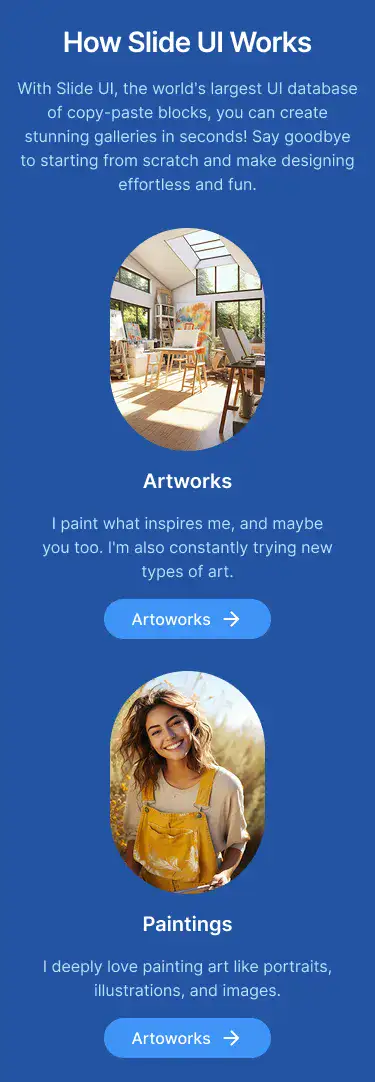 How Slide UI Works
With Slide UI, the world's largest UI database
of copy-paste blocks, you can create
stunning galleries in seconds! Say goodbye
to starting from scratch and make designing
effortless and fun.
Artworks
I paint what inspires me, and maybe
you too. I'm also constantly trying new
types of art.
Artoworks
Paintings
I deeply love painting art like portraits,
illustrations, and images.
Artoworks